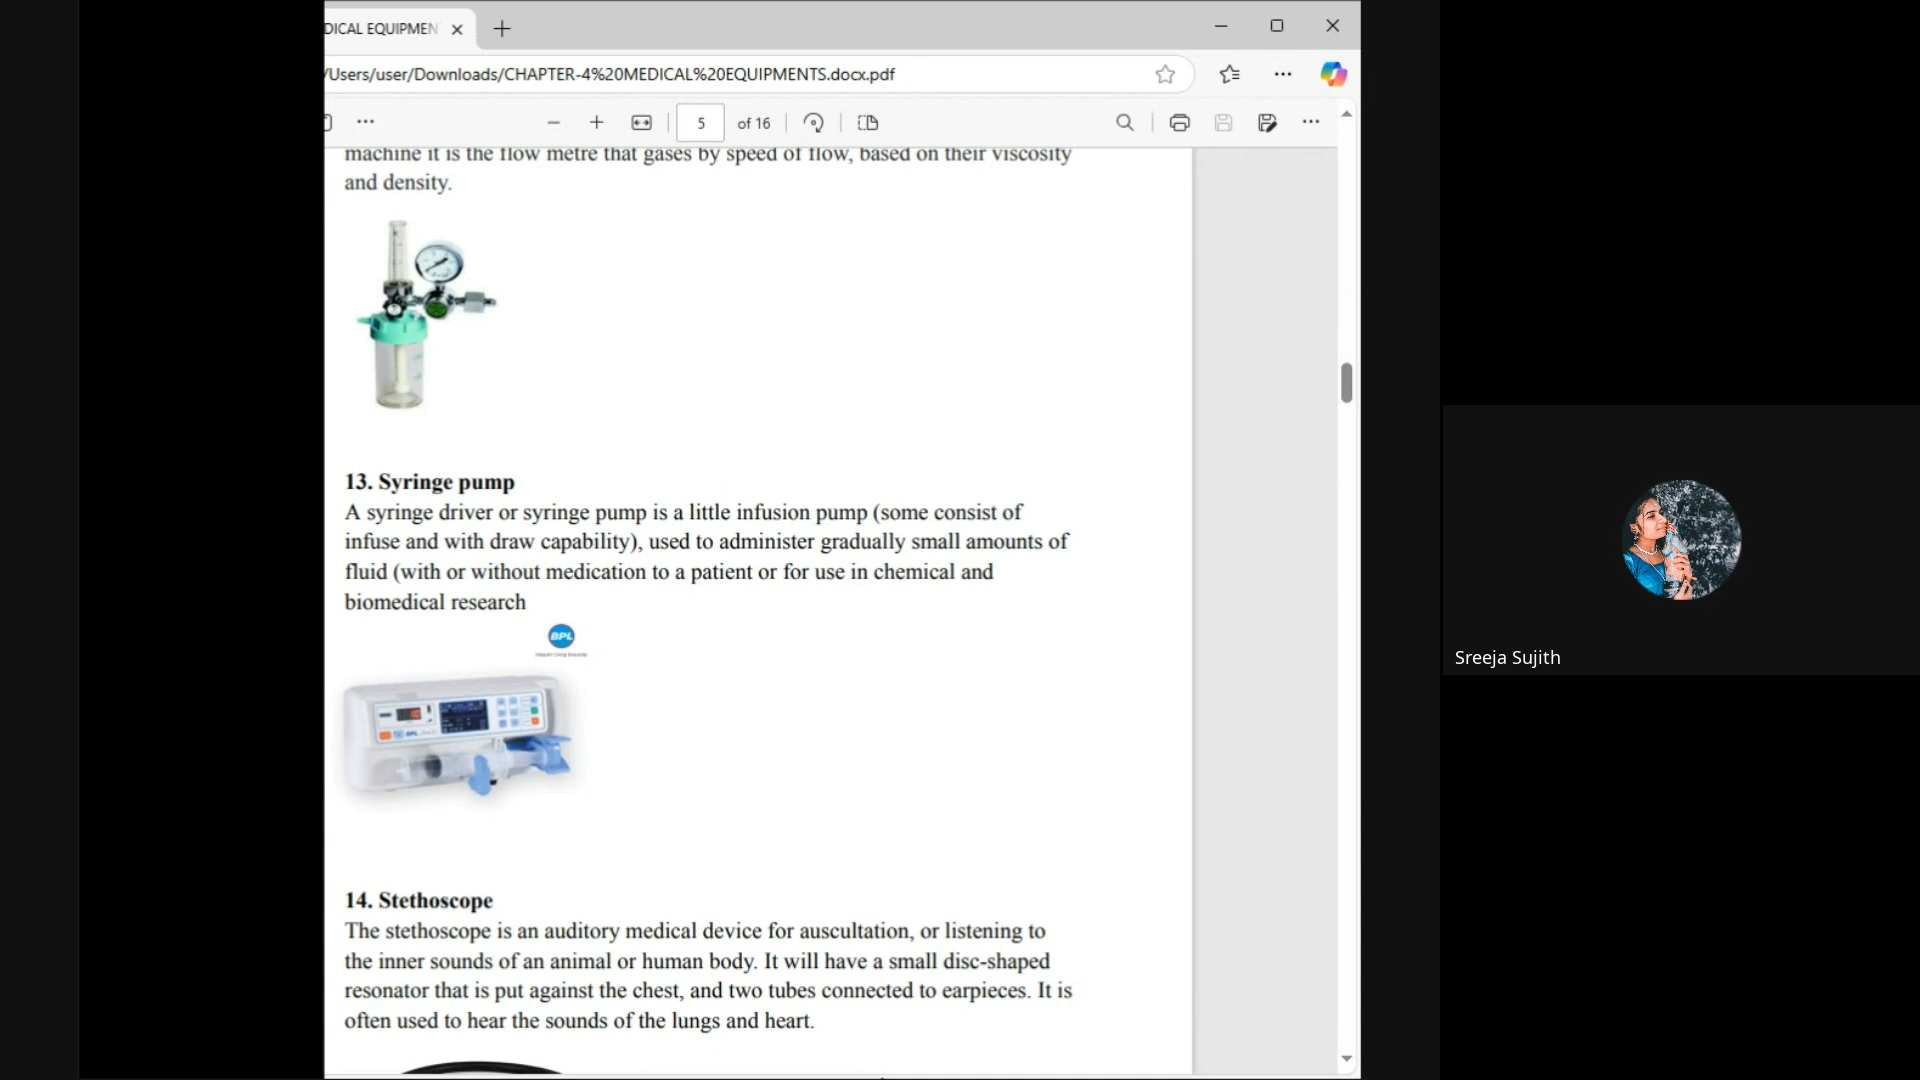 DICAL EQUIPMEN
/Users/user/Downloads/CHAPTER-4%20MEDICAL%20EQUIPMENTS.docx.pdf
5 of 16
machine it is the flow metre that gases by speed of flow, based on their viscosity
and density.
13. Syringe pump
A syringe driver or syringe pump is a little infusion pump (some consist of
infuse and with draw capability), used to administer gradually small amounts of
fluid (with or without medication to a patient or for use in chemical and
biomedical research
BPL
14. Stethoscope
The stethoscope is an auditory medical device for auscultation, or listening to
the inner sounds of an animal or human body. It will have a small disc-shaped
resonator that is put against the chest, and two tubes connected to earpieces. It is
often used to hear the sounds of the lungs and heart.
Sreeja Sujith